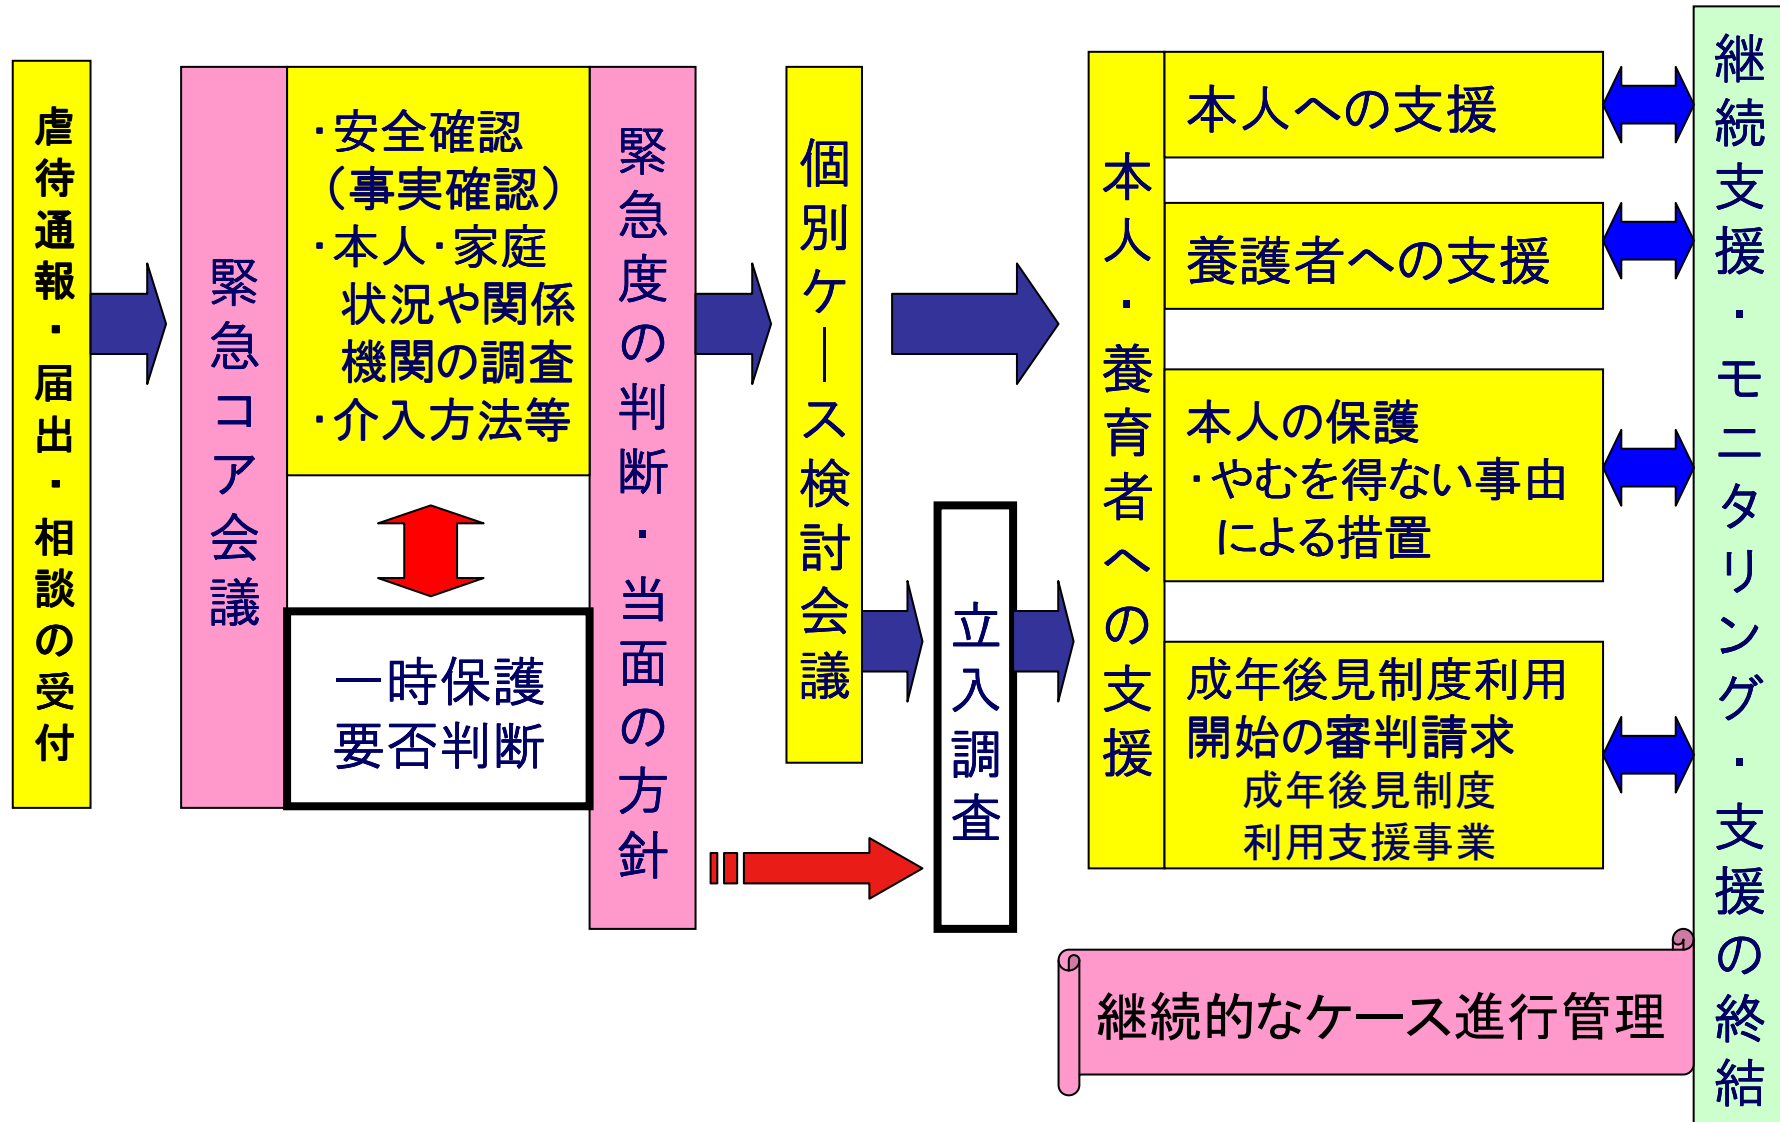 虐待通報・届出・相談の受付
緊急コア会議
・安全確認
（事実確認）
・本人・家庭
状況や関係
機関の調査
・介入方法等
一時保護
要否判断
緊急度の判断・当面の方針
個別ケース検討会議
立入調査
本人・養育者への支援
本人への支援
養護者への支援
本人の保護
・やむを得ない事由
による措置
成年後見制度利用
開始の審判請求
成年後見制度
利用支援事業
継続的なケース進行管理
継続支援・モニタリング・支援の終結